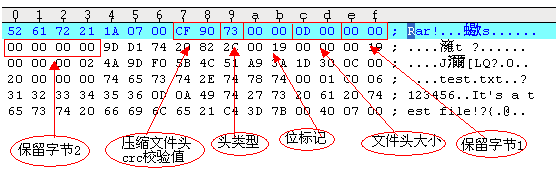 0 1 2 3 4 5 6 7 8 9 a b c d e f
52 61 72 21 1A 07 00 CF 90 73 00 00 0D 00 00 00 ; Rar!...蠍s......
00 00 00 00 9D D1 74 20 82 2C 00 19 00 00 00 19
00 00 00 02 4A 9D F0 5B 4C 51 A9 3A 1D 30 0C 00
20 00 00 00 74 65 73 74 2E 74 78 74 00 01 C0 06 ; ...test.txt..?
31 32 33 34 35 36 0D 0A 49 74 27 73 20 61 20 74 ; 123456..It's a t
65 73 74 20 66 69 6C 65 21 C4 3D 7B 00 40 07 00 ; est file!?{.@..
保留字节2
压缩文件头
crc校验值
头类型
位标记
文件头大小
保留字节1